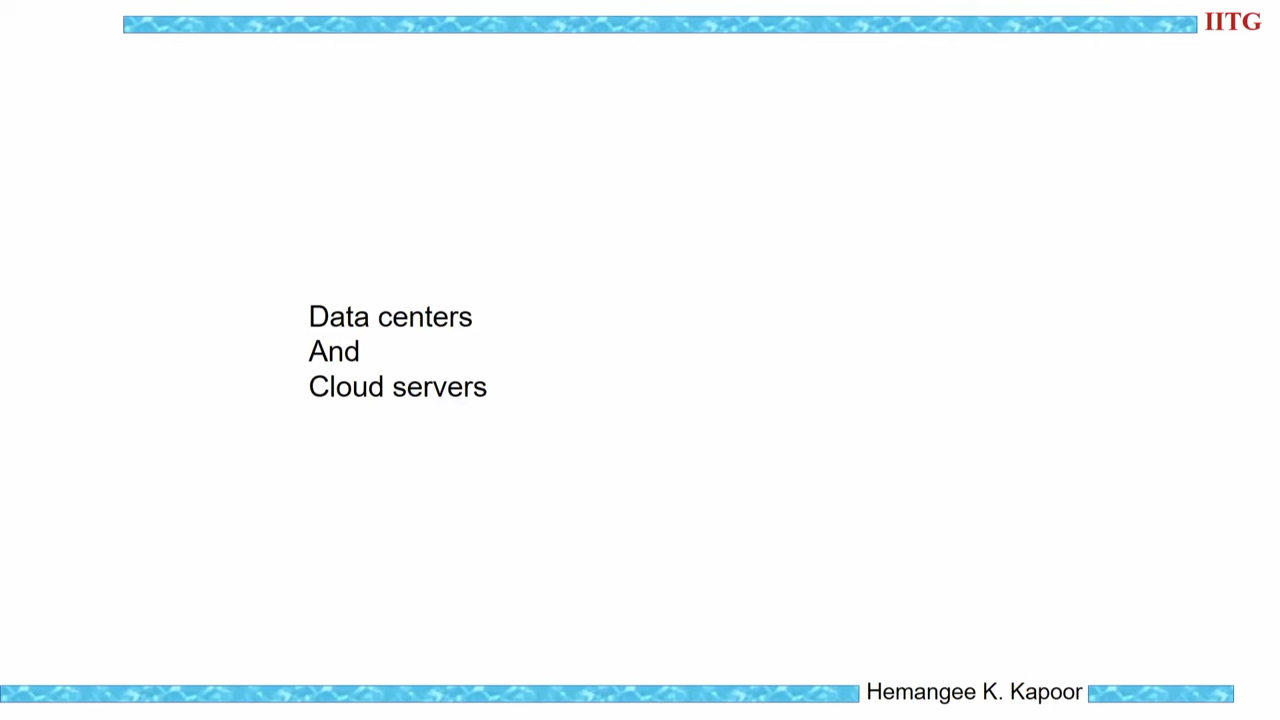 IITG
Data centers
And
Cloud servers
Hemangee K. Kapoor